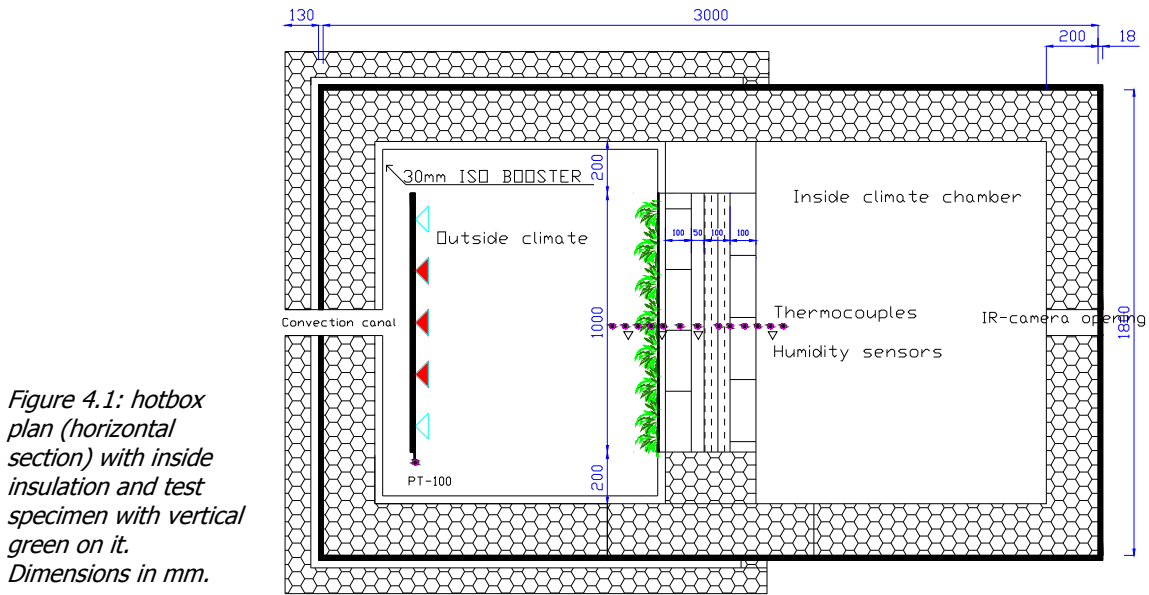 130
3000
200
18
30mm ISO BOOSTER
200
Inside climate chamber
Outside climate
100 50 100 100
Convection canal
1000
Thermocouples
IR-camera opening
1800
Humidity sensors
PT-100
200
Figure 4.1: hotbox
plan (horizontal
section) with inside
insulation and test
specimen with vertical
green on it.
Dimensions in mm.